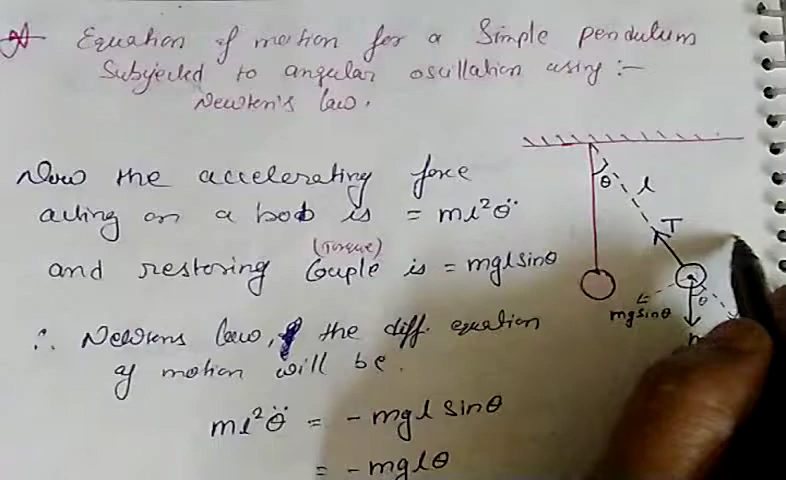 Equation of motion for a Simple pendulum
Subjected to angular oscillation using :-
Newton's law.
Now the accelerating force
acting on a bob is = ml²θ̈
(Torque)
and restoring Couple is = mgl sinθ
∴ Newtons law, the diff. equation
of motion will be.
ml²θ̈ = - mgl sinθ
= - mglθ
θ
l
T
θ
mgsinθ